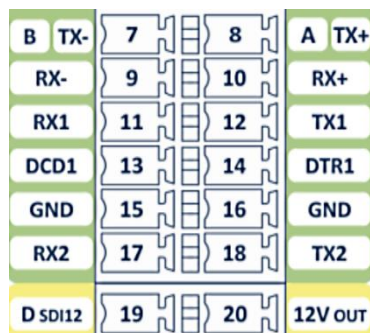 B TX- 7 8 A TX+
RX- 9 10 RX+
RX1 11 12 TX1
DCD1 13 14 DTR1
GND 15 16 GND
RX2 17 18 TX2
D SDI12 19 20 12V OUT